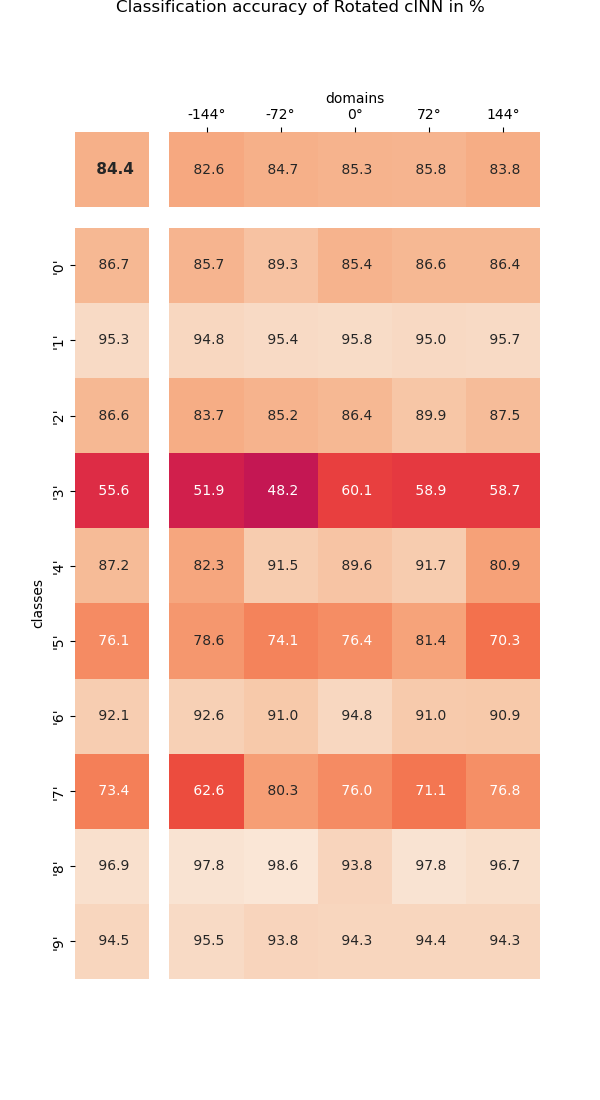 Classification accuracy of Rotated cINN in %
domains
-144° -72° 0° 72° 144°
84.4 82.6 84.7 85.3 85.8 83.8
'0' 86.7 85.7 89.3 85.4 86.6 86.4
'1' 95.3 94.8 95.4 95.8 95.0 95.7
'2' 86.6 83.7 85.2 86.4 89.9 87.5
'3' 55.6 51.9 48.2 60.1 58.9 58.7
'4' 87.2 82.3 91.5 89.6 91.7 80.9
classes
'5' 76.1 78.6 74.1 76.4 81.4 70.3
'6' 92.1 92.6 91.0 94.8 91.0 90.9
'7' 73.4 62.6 80.3 76.0 71.1 76.8
'8' 96.9 97.8 98.6 93.8 97.8 96.7
'9' 94.5 95.5 93.8 94.3 94.4 94.3